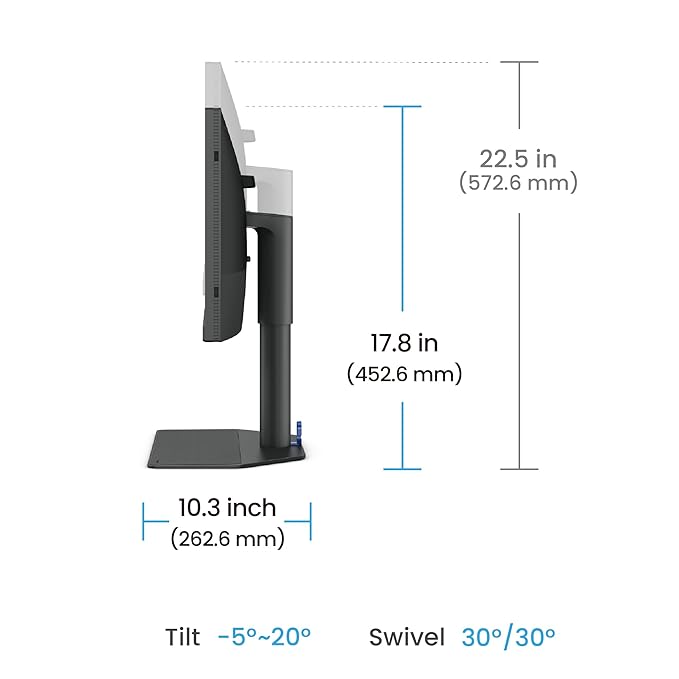 22.5 in
(572.6 mm)
17.8 in
(452.6 mm)
10.3 inch
(262.6 mm)
Tilt -5°~20° Swivel 30°/30°